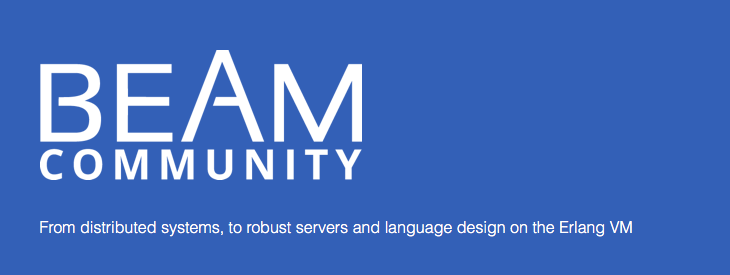 BEAM
COMMUNITY
From distributed systems, to robust servers and language design on the Erlang VM